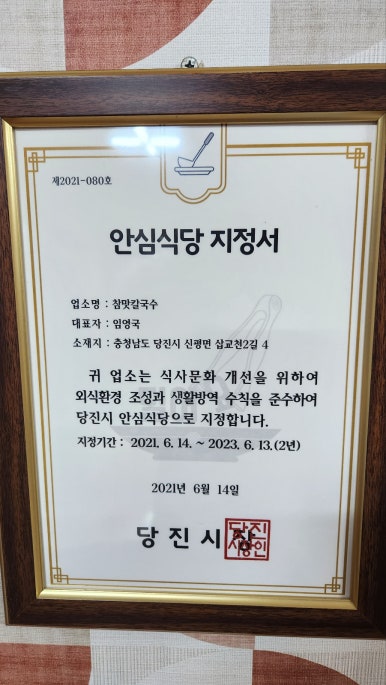 제2021-080호
안심식당 지정서
업소명 : 참맛칼국수
대표자 : 임영국
소재지 : 충청남도 당진시 신평면 삽교천2길 4
귀 업소는 식사문화 개선을 위하여
외식환경 조성과 생활방역 수칙을 준수하여
당진시 안심식당으로 지정합니다.
지정기간 : 2021. 6. 14. ~ 2023. 6. 13.(2년)
2021년 6월 14일
당진시장
당진
시장인